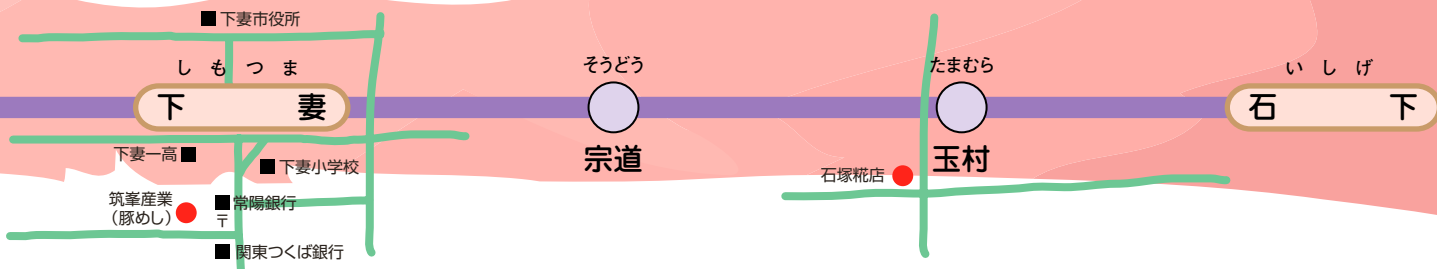 ■下妻市役所
しもつま
下妻
下妻一高■
■下妻小学校
筑峯産業
(豚めし)
■常陽銀行
〒
■関東つくば銀行
そうどう
宗道
たまむら
玉村
石塚糀店
いしげ
石下